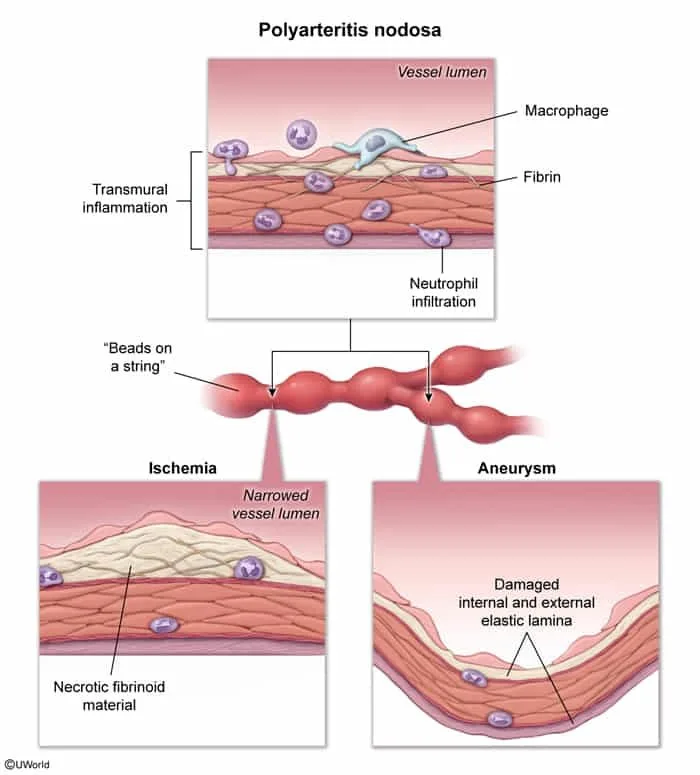 Polyarteritis nodosa
Vessel lumen
Macrophage
Fibrin
Transmural
inflammation
Neutrophil
infiltration
“Beads on
a string”
Ischemia
Narrowed
vessel lumen
Necrotic fibrinoid
material
Aneurysm
Damaged
internal and external
elastic lamina
©UWorld